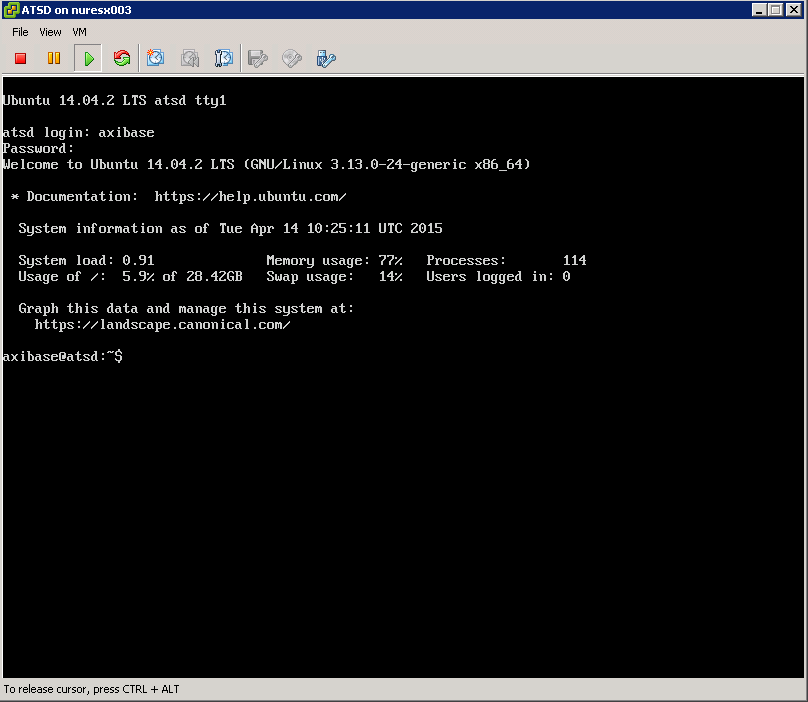 ATSD on nuresx003
File View VM
Ubuntu 14.04.2 LTS atsd tty1
atsd login: axibase
Password:
Welcome to Ubuntu 14.04.2 LTS (GNU/Linux 3.13.0-24-generic x86_64)
* Documentation:  https://help.ubuntu.com/
System information as of Tue Apr 14 10:25:11 UTC 2015
System load: 0.91 Memory usage: 77% Processes: 114
Usage of /: 5.9% of 28.42GB Swap usage: 14% Users logged in: 0
Graph this data and manage this system at:
https://landscape.canonical.com/
axibase@atsd:~$
To release cursor, press CTRL + ALT